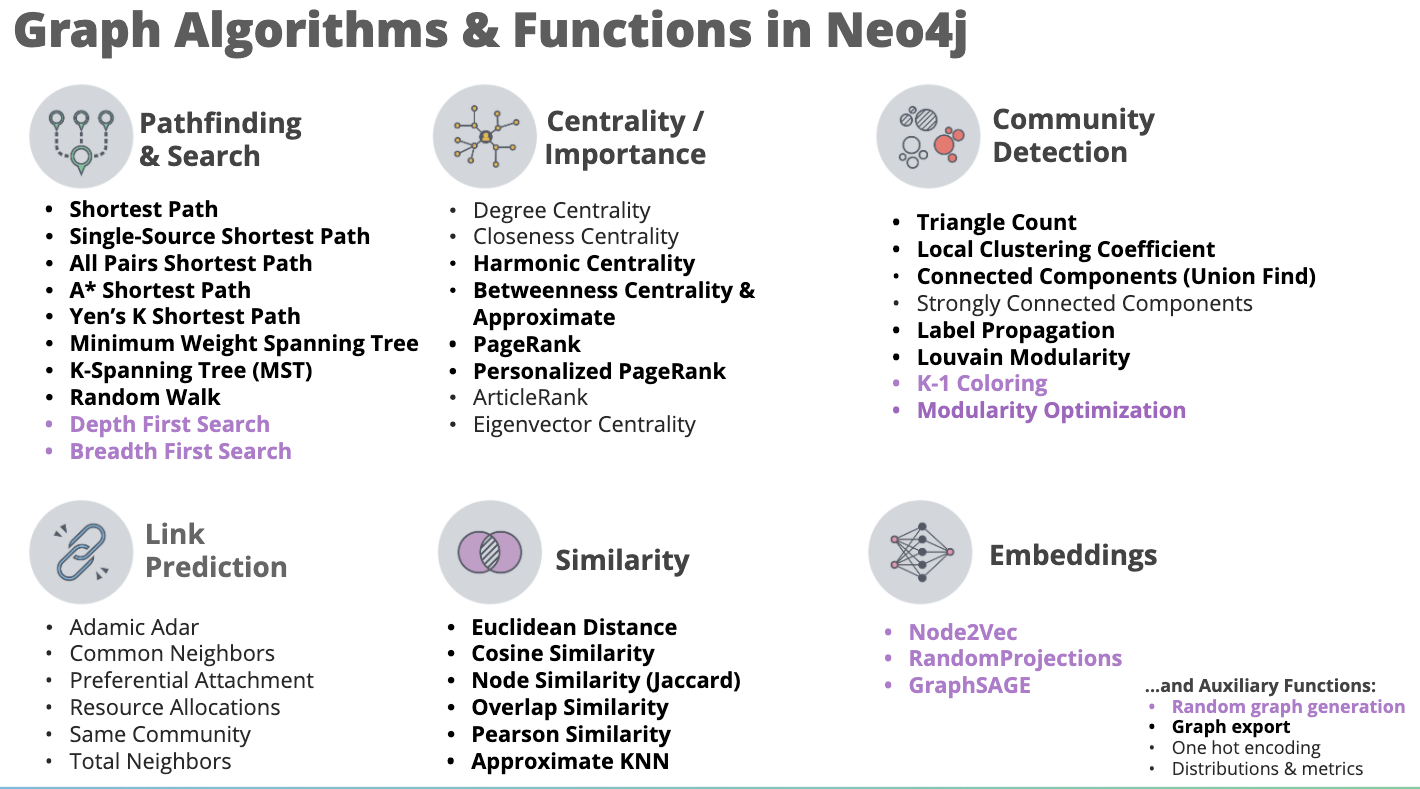 Graph Algorithms & Functions in Neo4j
Pathfinding
& Search
• Shortest Path
• Single-Source Shortest Path
• All Pairs Shortest Path
• A* Shortest Path
• Yen’s K Shortest Path
• Minimum Weight Spanning Tree
• K-Spanning Tree (MST)
• Random Walk
• Depth First Search
• Breadth First Search
Centrality /
Importance
• Degree Centrality
• Closeness Centrality
• Harmonic Centrality
• Betweenness Centrality &
Approximate
• PageRank
• Personalized PageRank
• ArticleRank
• Eigenvector Centrality
Community
Detection
• Triangle Count
• Local Clustering Coefficient
• Connected Components (Union Find)
• Strongly Connected Components
• Label Propagation
• Louvain Modularity
• K-1 Coloring
• Modularity Optimization
Link
Prediction
• Adamic Adar
• Common Neighbors
• Preferential Attachment
• Resource Allocations
• Same Community
• Total Neighbors
Similarity
• Euclidean Distance
• Cosine Similarity
• Node Similarity (Jaccard)
• Overlap Similarity
• Pearson Similarity
• Approximate KNN
Embeddings
• Node2Vec
• RandomProjections
• GraphSAGE
...and Auxiliary Functions:
• Random graph generation
• Graph export
• One hot encoding
• Distributions & metrics